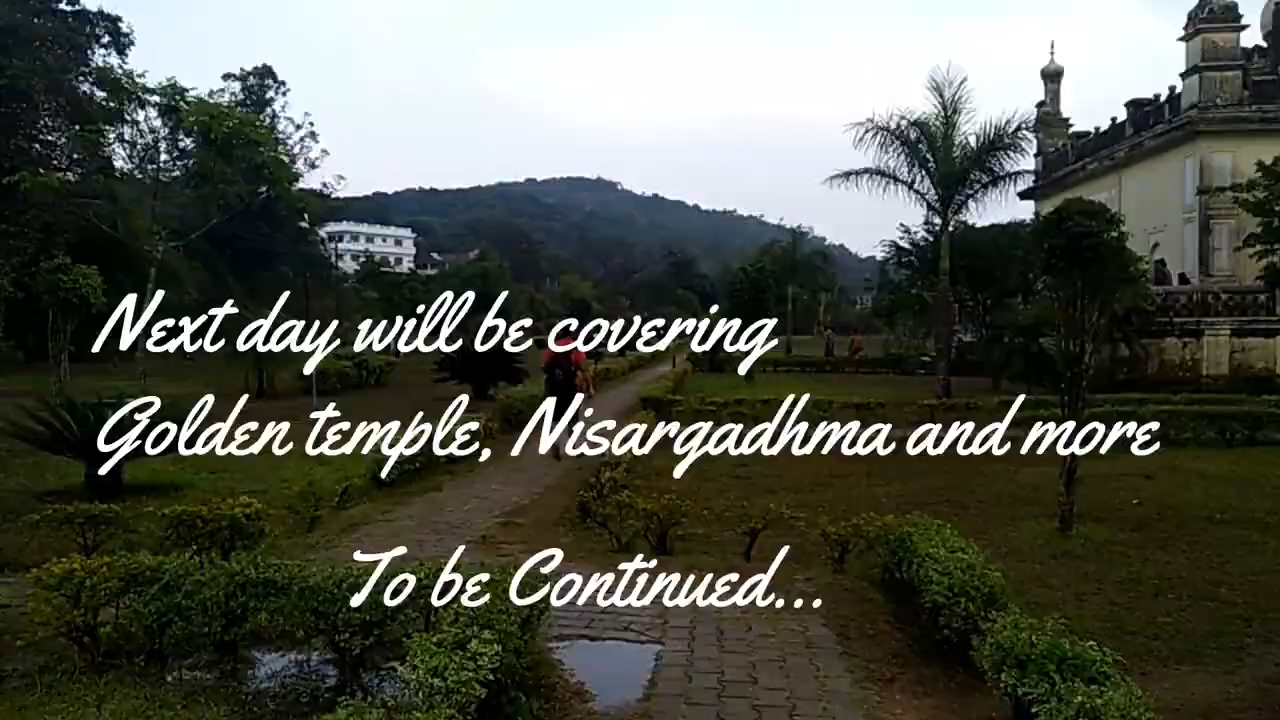 Next day will be covering
Golden temple, Nisargadhma and more
To be Continued...